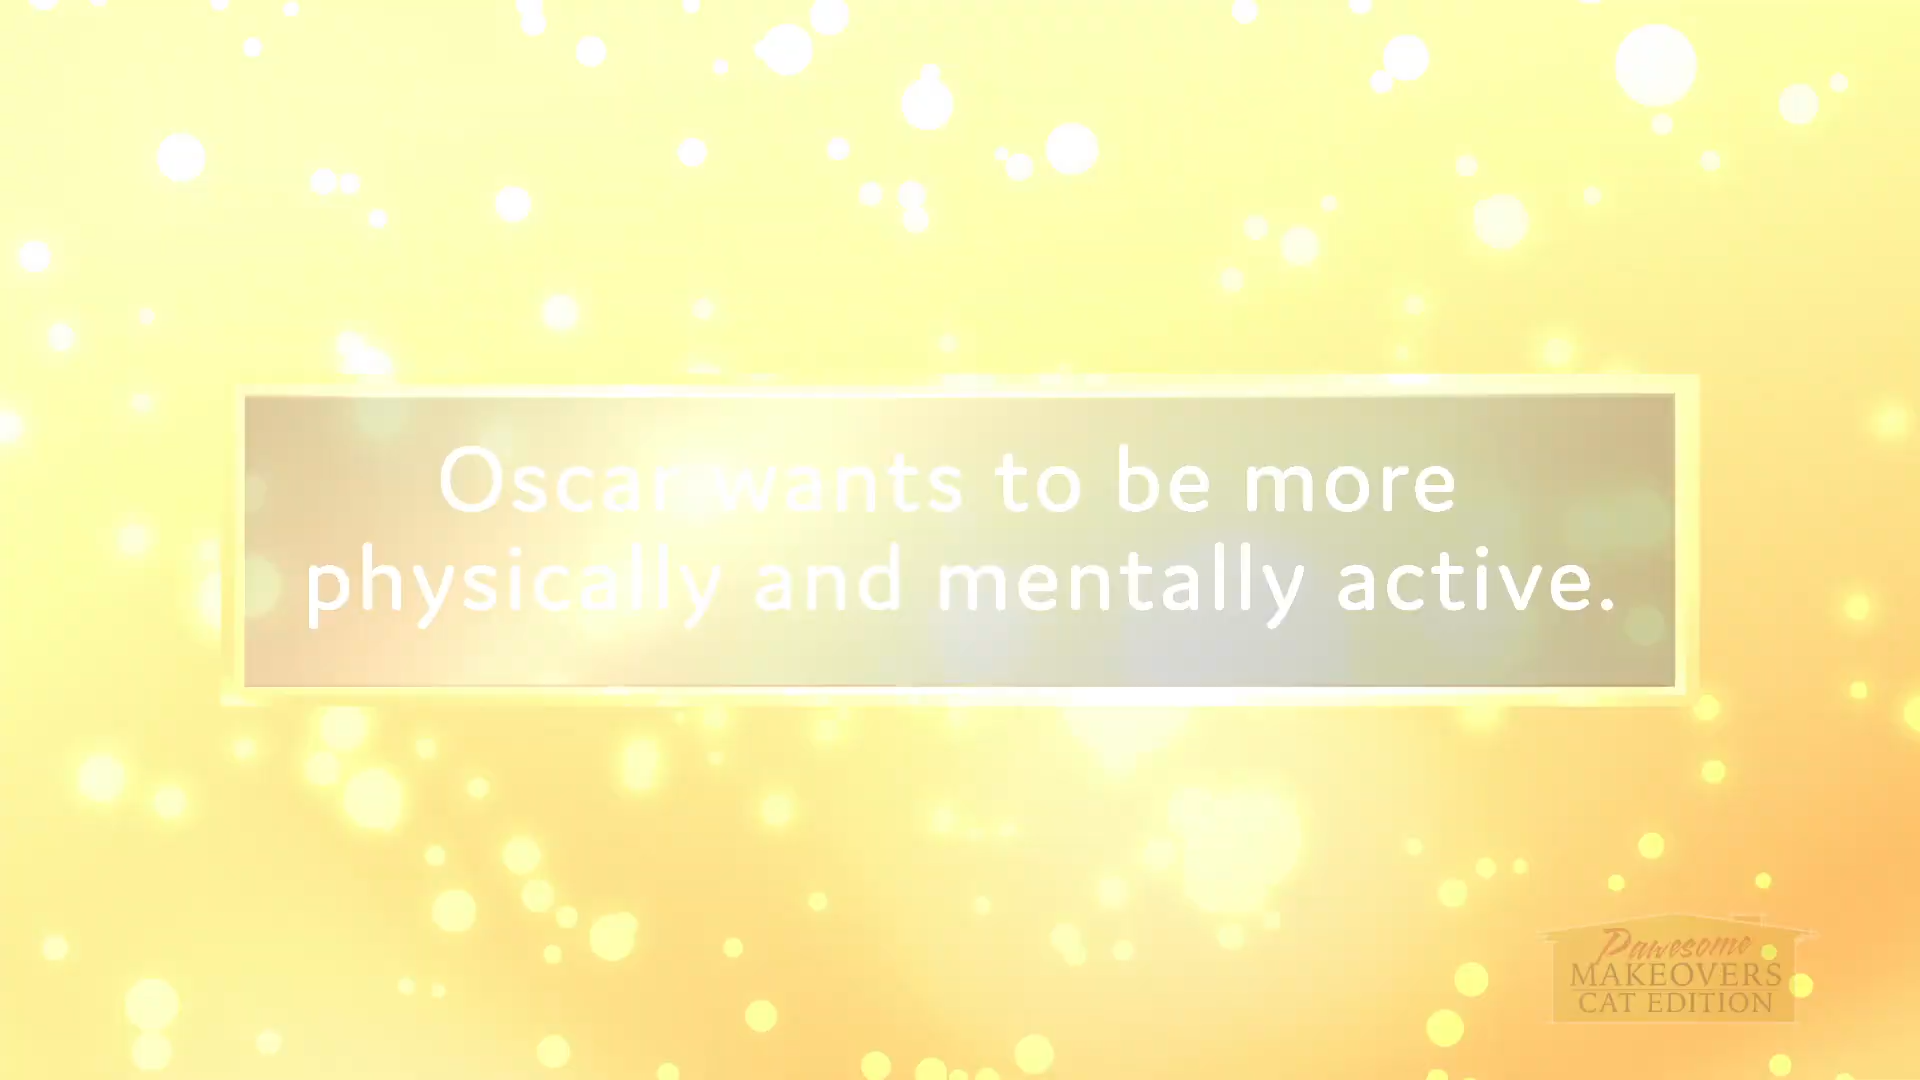 Oscar wants to be more
physically and mentally active.
Pawesome
MAKEOVERS
CAT EDITION